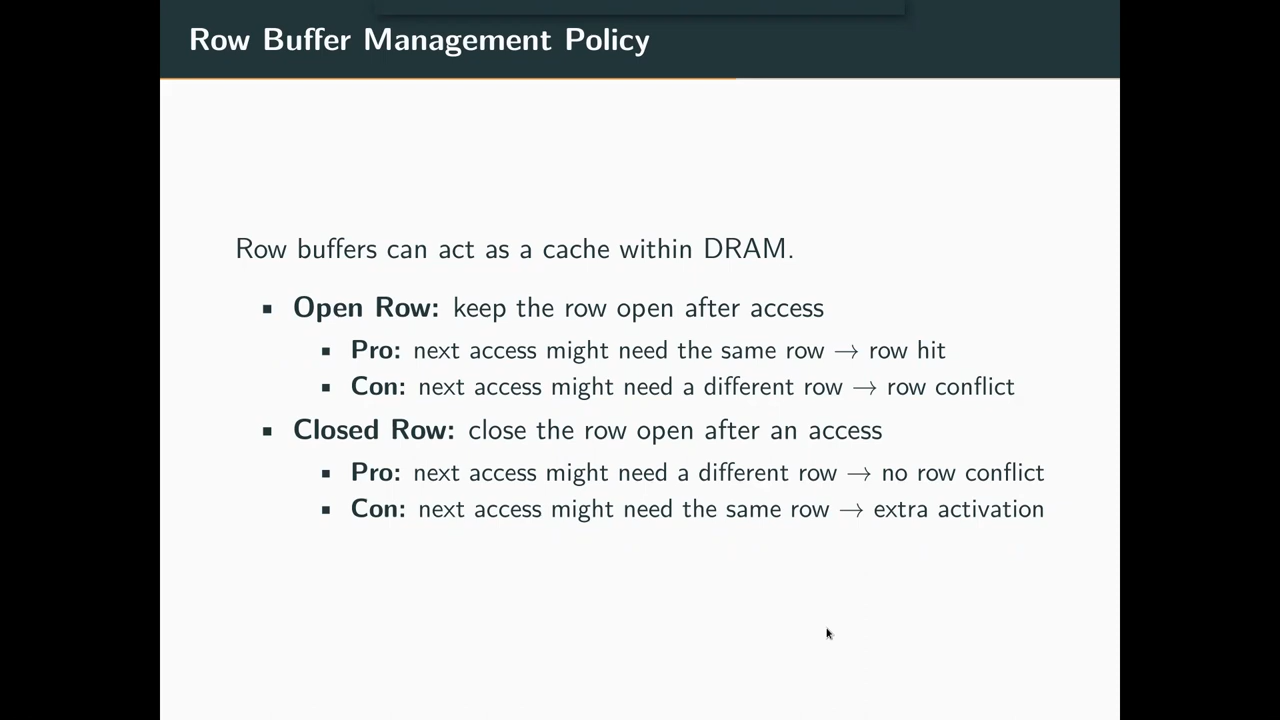 Row Buffer Management Policy
Row buffers can act as a cache within DRAM.
▪ Open Row: keep the row open after access
▪ Pro: next access might need the same row → row hit
▪ Con: next access might need a different row → row conflict
▪ Closed Row: close the row open after an access
▪ Pro: next access might need a different row → no row conflict
▪ Con: next access might need the same row → extra activation